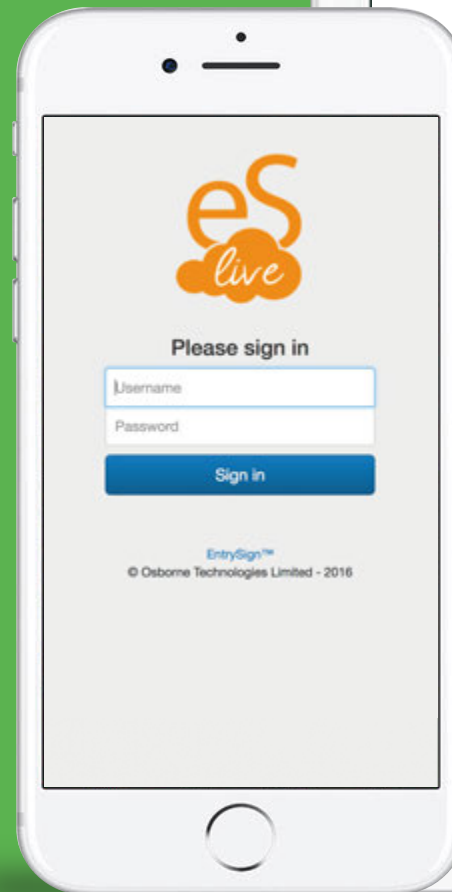 eS
live
Please sign in
Username
Password
Sign in
EntrySign™
© Osborne Technologies Limited - 2016